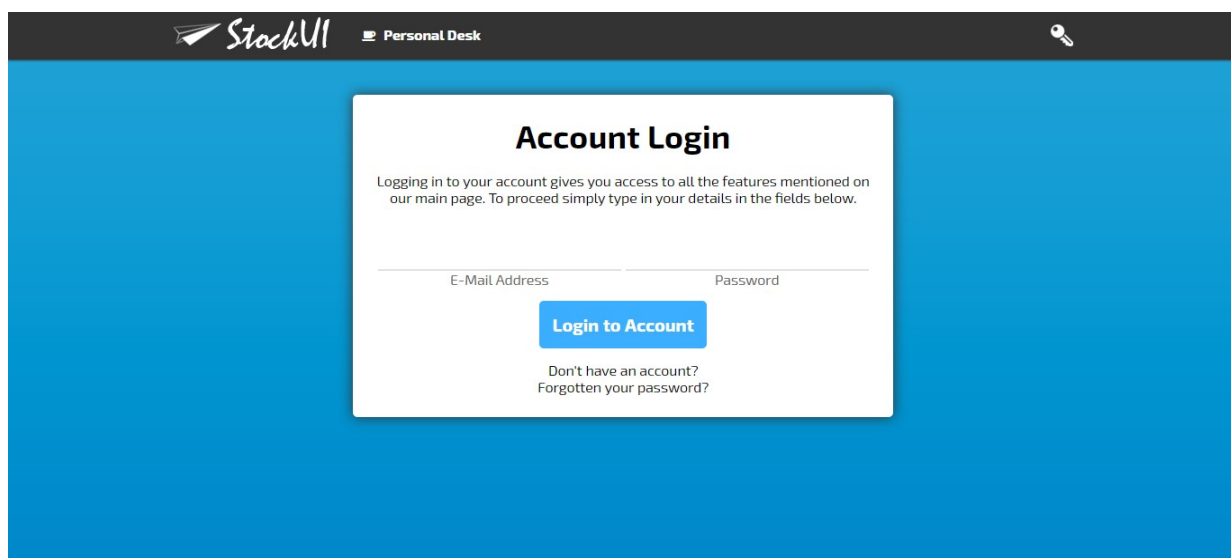 StockUI
Personal Desk
Account Login
Logging in to your account gives you access to all the features mentioned on
our main page. To proceed simply type in your details in the fields below.
E-Mail Address
Password
Login to Account
Don't have an account?
Forgotten your password?